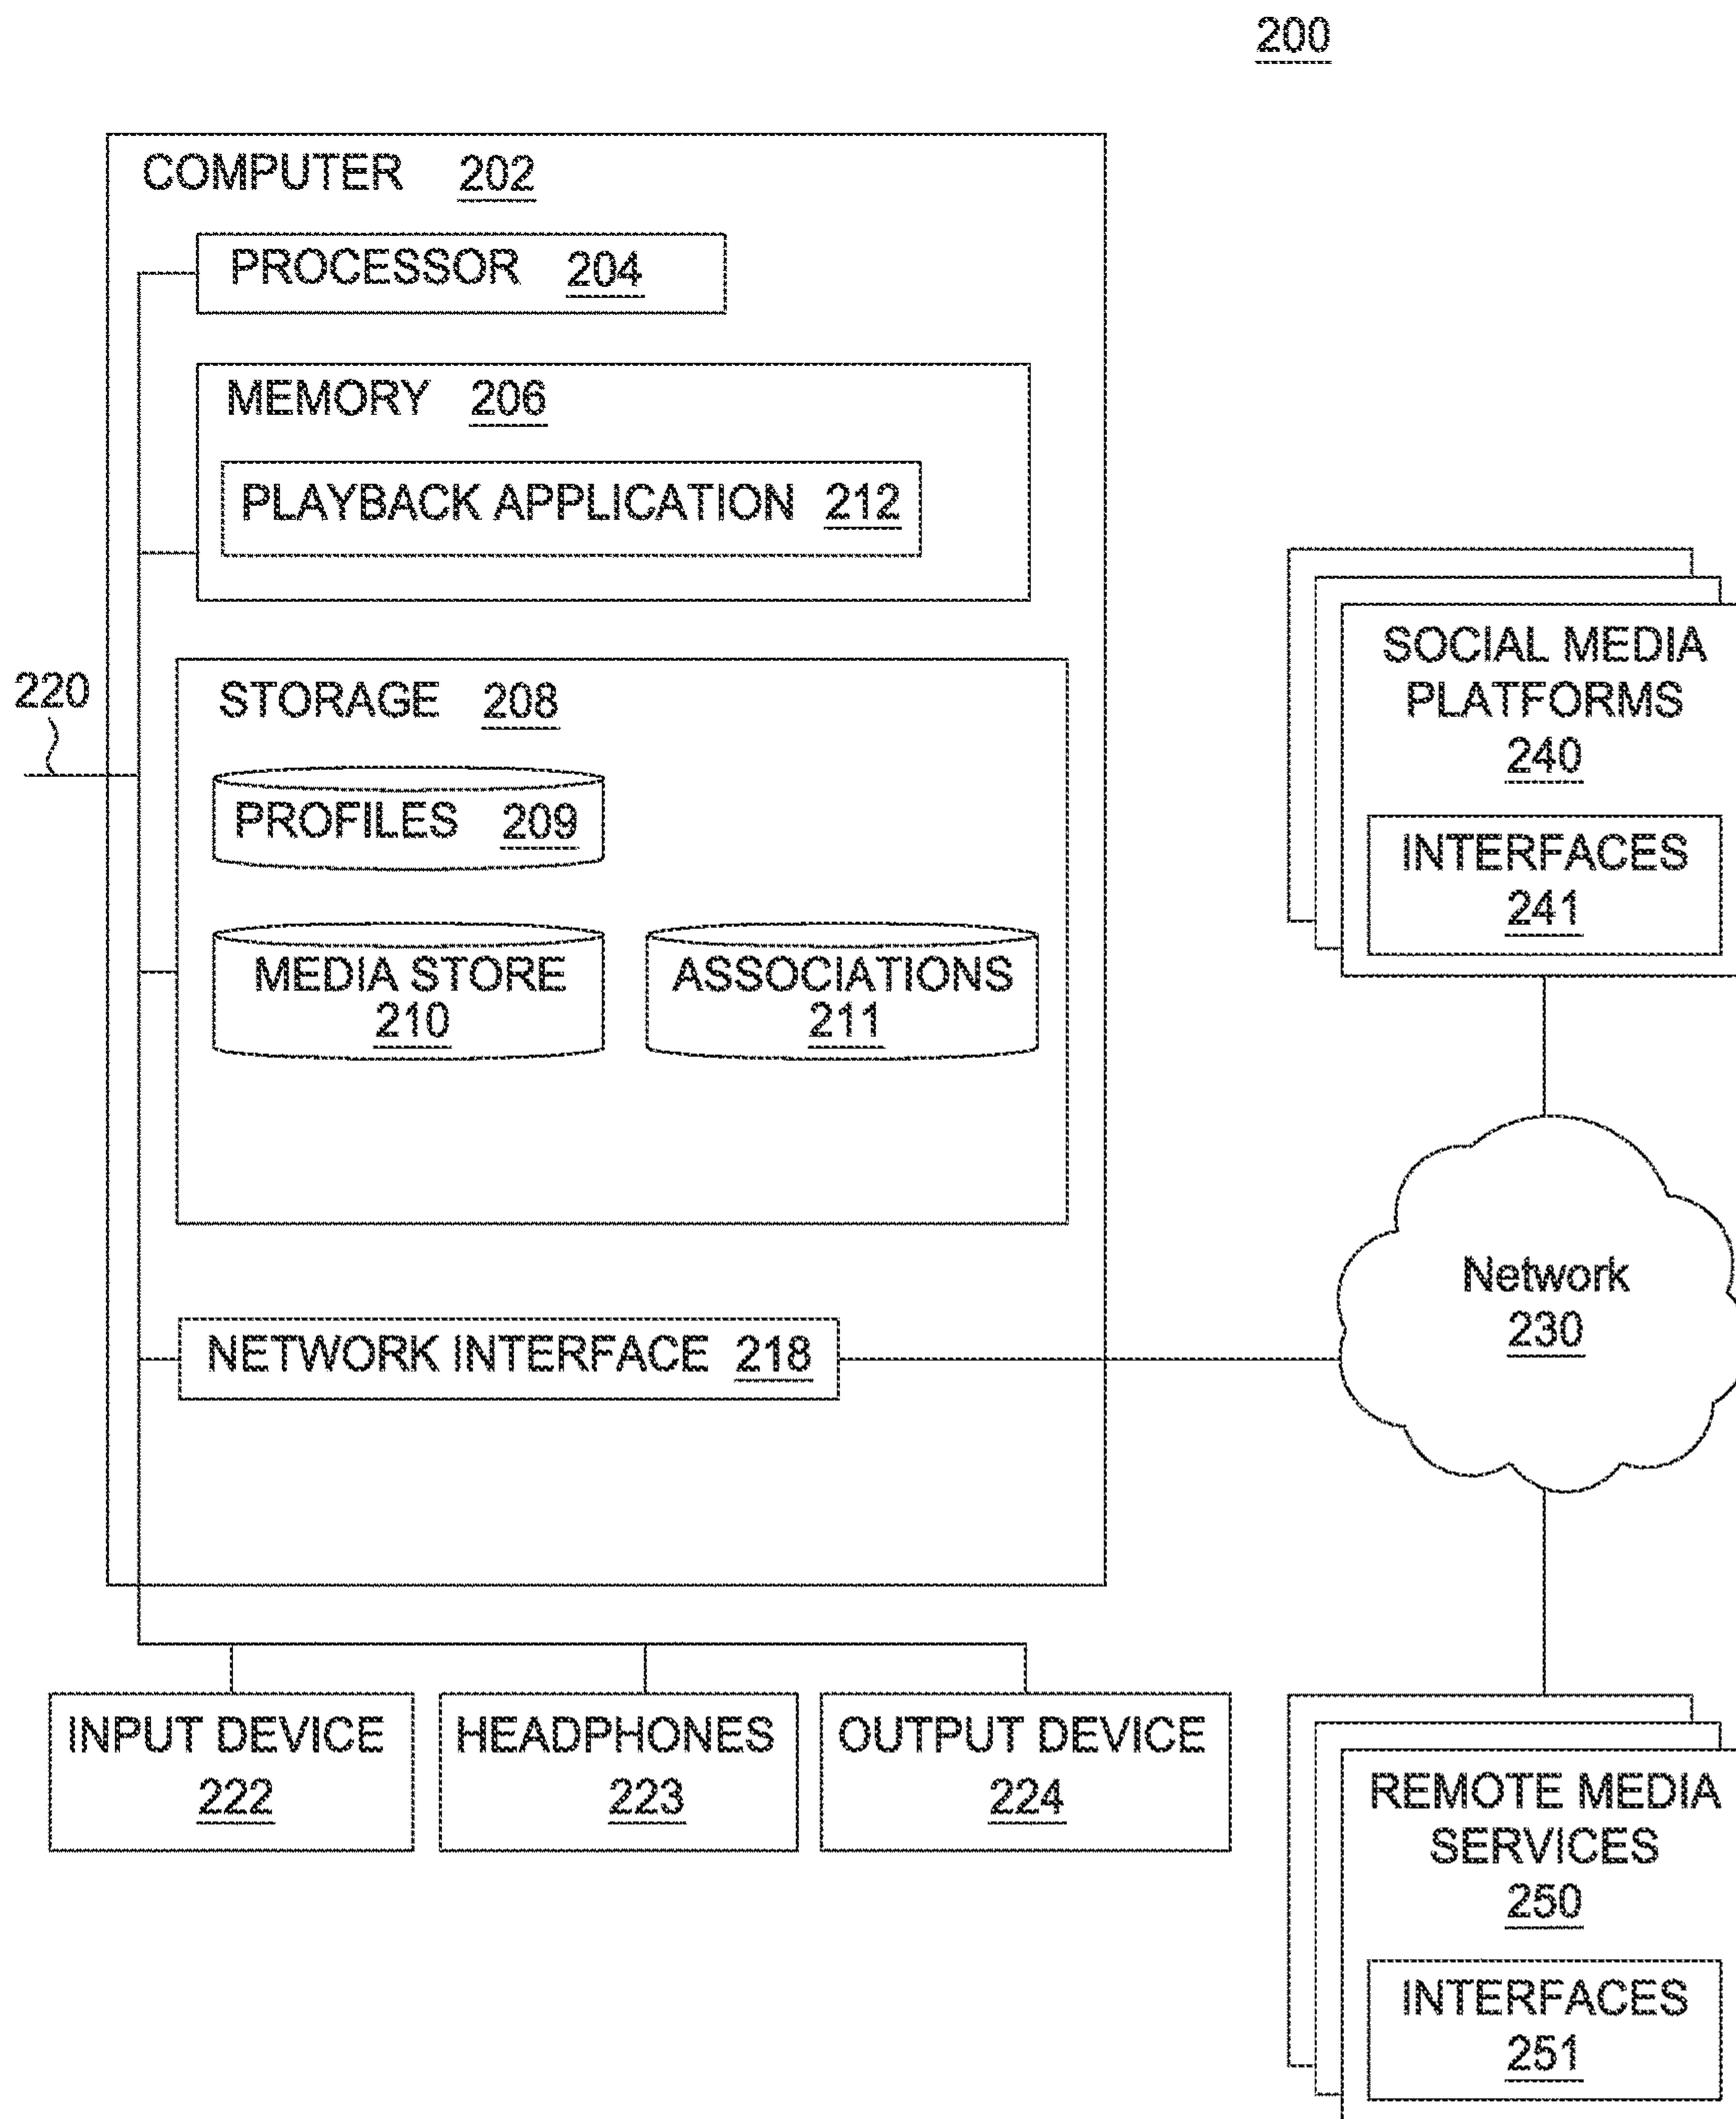 200
COMPUTER 202
PROCESSOR 204
MEMORY 206
PLAYBACK APPLICATION 212
220
STORAGE 208
PROFILES 209
MEDIA STORE
210
ASSOCIATIONS
211
NETWORK INTERFACE 218
INPUT DEVICE
222
HEADPHONES
223
OUTPUT DEVICE
224
SOCIAL MEDIA
PLATFORMS
240
INTERFACES
241
Network
230
REMOTE MEDIA
SERVICES
250
INTERFACES
251